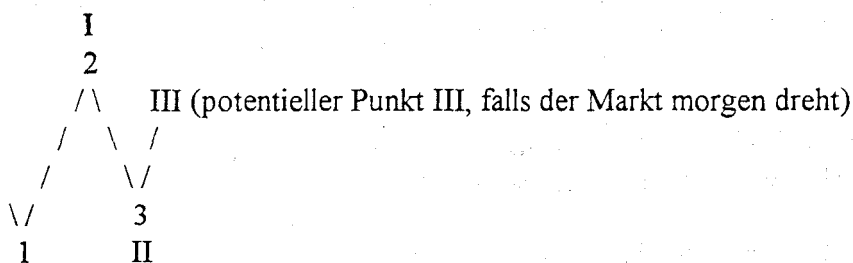 I
2
/ \ III (potentieller Punkt III, falls der Markt morgen dreht)
/ \ /
/ \ /
\ / 3
1 II